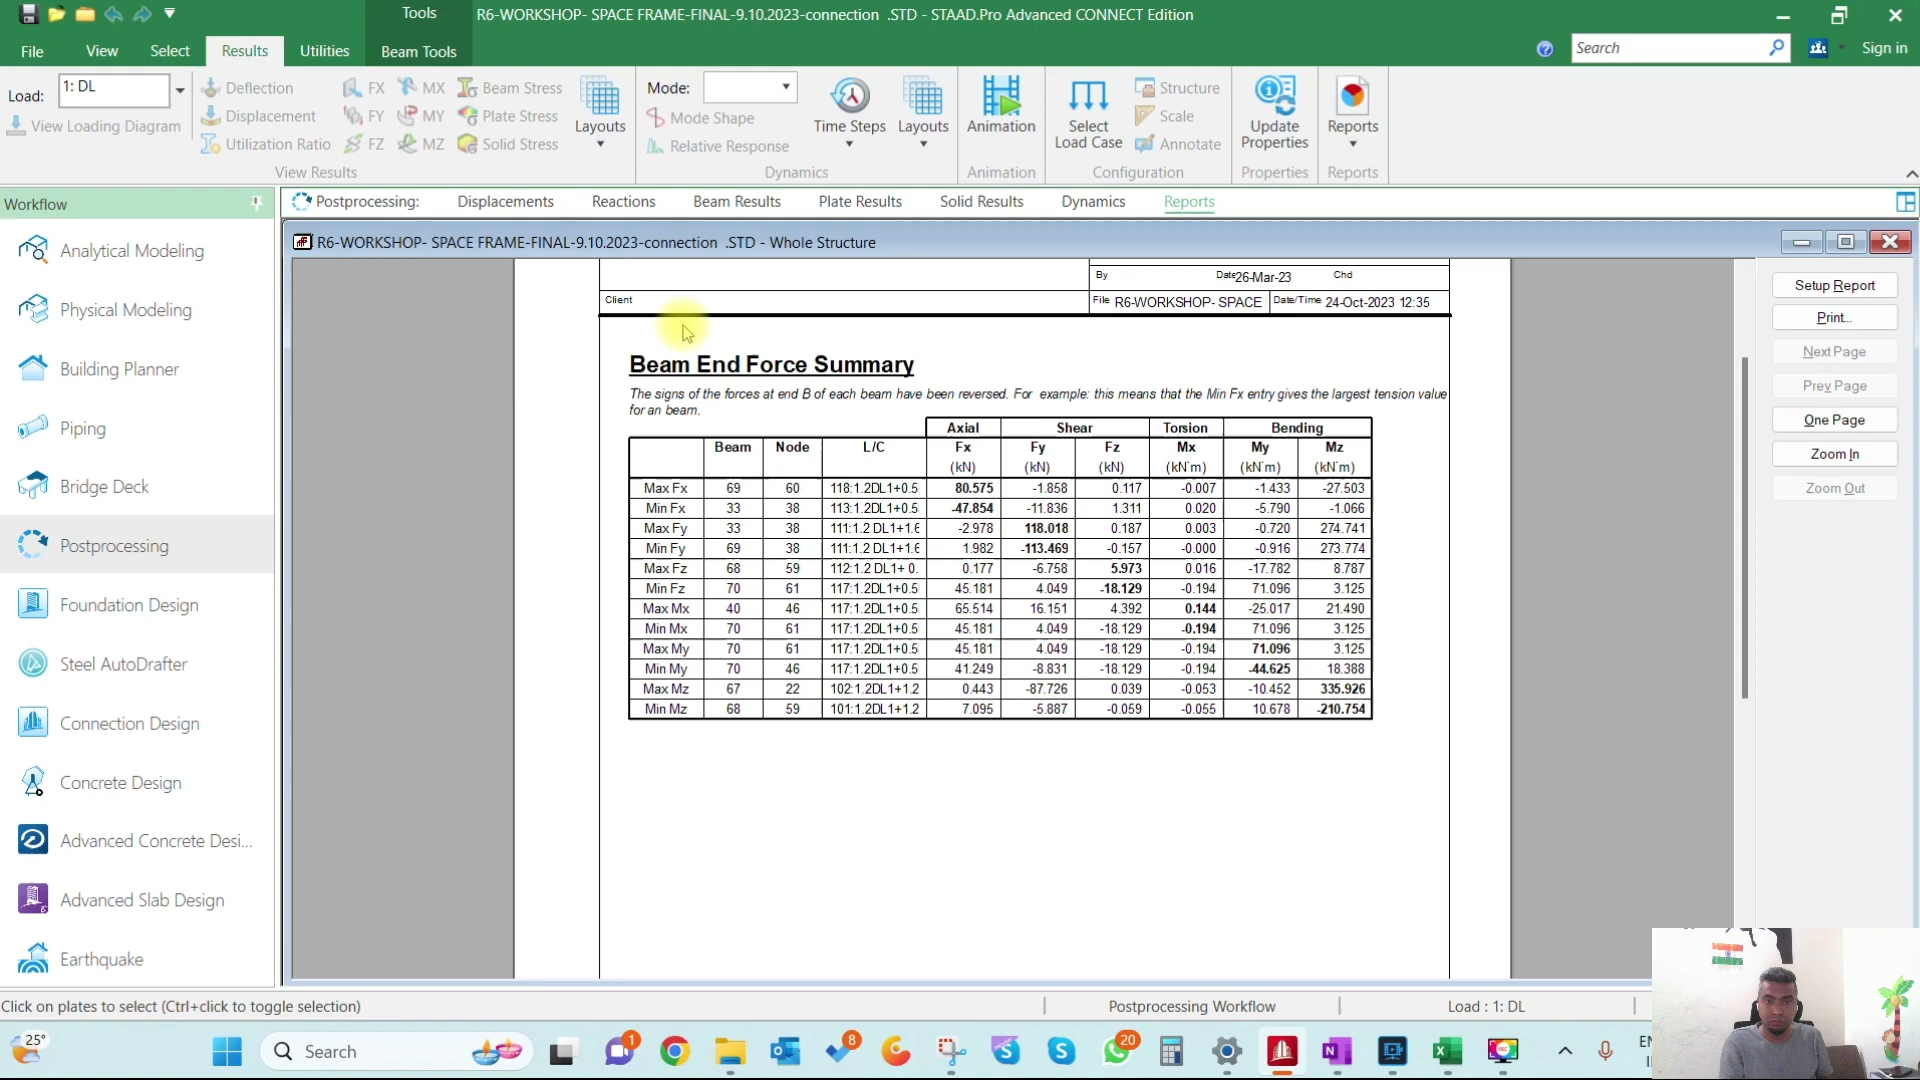 Tools
R6-WORKSHOP- SPACE FRAME-FINAL-9.10.2023-connection .STD - STAAD.Pro Advanced CONNECT Edition
File View Select Results Utilities Beam Tools
Search
Sign in
Load: 1: DL
View Loading Diagram
Deflection FX MX Beam Stress
Displacement FY MY Plate Stress
Utilization Ratio FZ MZ Solid Stress
Layouts
View Results
Mode:
Mode Shape
Relative Response
Time Steps
Layouts
Dynamics
Animation
Animation
Select Load Case
Structure
Scale
Annotate
Configuration
Update Properties
Properties
Reports
Reports
Workflow
Postprocessing: Displacements Reactions Beam Results Plate Results Solid Results Dynamics Reports
R6-WORKSHOP- SPACE FRAME-FINAL-9.10.2023-connection .STD - Whole Structure
Analytical Modeling
Physical Modeling
Building Planner
Piping
Bridge Deck
Postprocessing
Foundation Design
Steel AutoDrafter
Connection Design
Concrete Design
Advanced Concrete Desi...
Advanced Slab Design
Earthquake
By Date 26-Mar-23 Chd
Client File R6-WORKSHOP- SPACE Date/Time 24-Oct-2023 12:35
Beam End Force Summary
The signs of the forces at end B of each beam have been reversed. For example: this means that the Min Fx entry gives the largest tension value
for an beam.
Axial Shear Torsion Bending
Beam Node L/C Fx Fy Fz Mx My Mz
(kN) (kN) (kN) (kN˙m) (kN˙m) (kN˙m)
Max Fx 69 60 118:1.2DL1+0.5 80.575 -1.858 0.117 -0.007 -1.433 -27.503
Min Fx 33 38 113:1.2DL1+0.5 -47.854 -11.836 1.311 0.020 -5.790 -1.066
Max Fy 33 38 111:1.2 DL1+1.6 -2.978 118.018 0.187 0.003 -0.720 274.741
Min Fy 69 38 111:1.2 DL1+1.6 1.982 -113.469 -0.157 -0.000 -0.916 273.774
Max Fz 68 59 112:1.2 DL1+ 0. 0.177 -6.758 5.973 0.016 -17.782 8.787
Min Fz 70 61 117:1.2DL1+0.5 45.181 4.049 -18.129 -0.194 71.096 3.125
Max Mx 40 46 117:1.2DL1+0.5 65.514 16.151 4.392 0.144 -25.017 21.490
Min Mx 70 61 117:1.2DL1+0.5 45.181 4.049 -18.129 -0.194 71.096 3.125
Max My 70 61 117:1.2DL1+0.5 45.181 4.049 -18.129 -0.194 71.096 3.125
Min My 70 46 117:1.2DL1+0.5 41.249 -8.831 -18.129 -0.194 -44.625 18.388
Max Mz 67 22 102:1.2DL1+1.2 0.443 -87.726 0.039 -0.053 -10.452 335.926
Min Mz 68 59 101:1.2DL1+1.2 7.095 -5.887 -0.059 -0.055 10.678 -210.754
Setup Report
Print...
Next Page
Prev Page
One Page
Zoom In
Zoom Out
Click on plates to select (Ctrl+click to toggle selection)
Postprocessing Workflow
Load : 1: DL
25°
Search
1
8
20